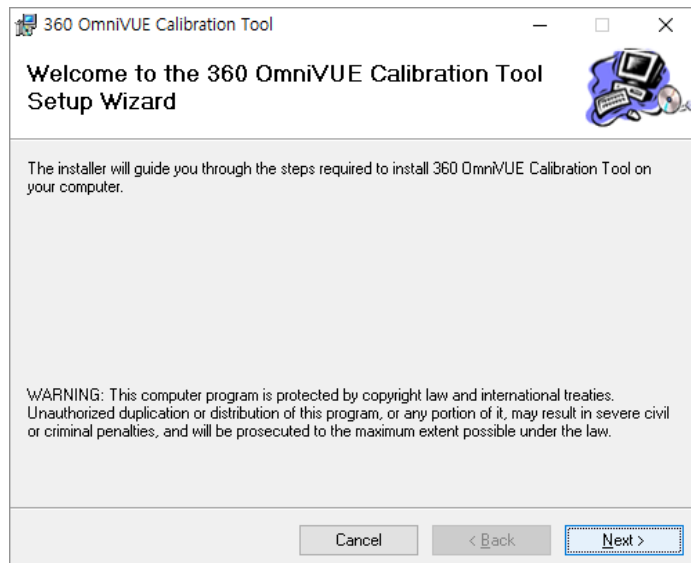 360 OmniVUE Calibration Tool
Welcome to the 360 OmniVUE Calibration Tool
Setup Wizard
The installer will guide you through the steps required to install 360 OmniVUE Calibration Tool on
your computer.
WARNING: This computer program is protected by copyright law and international treaties.
Unauthorized duplication or distribution of this program, or any portion of it, may result in severe civil
or criminal penalties, and will be prosecuted to the maximum extent possible under the law.
Cancel
< Back
Next >